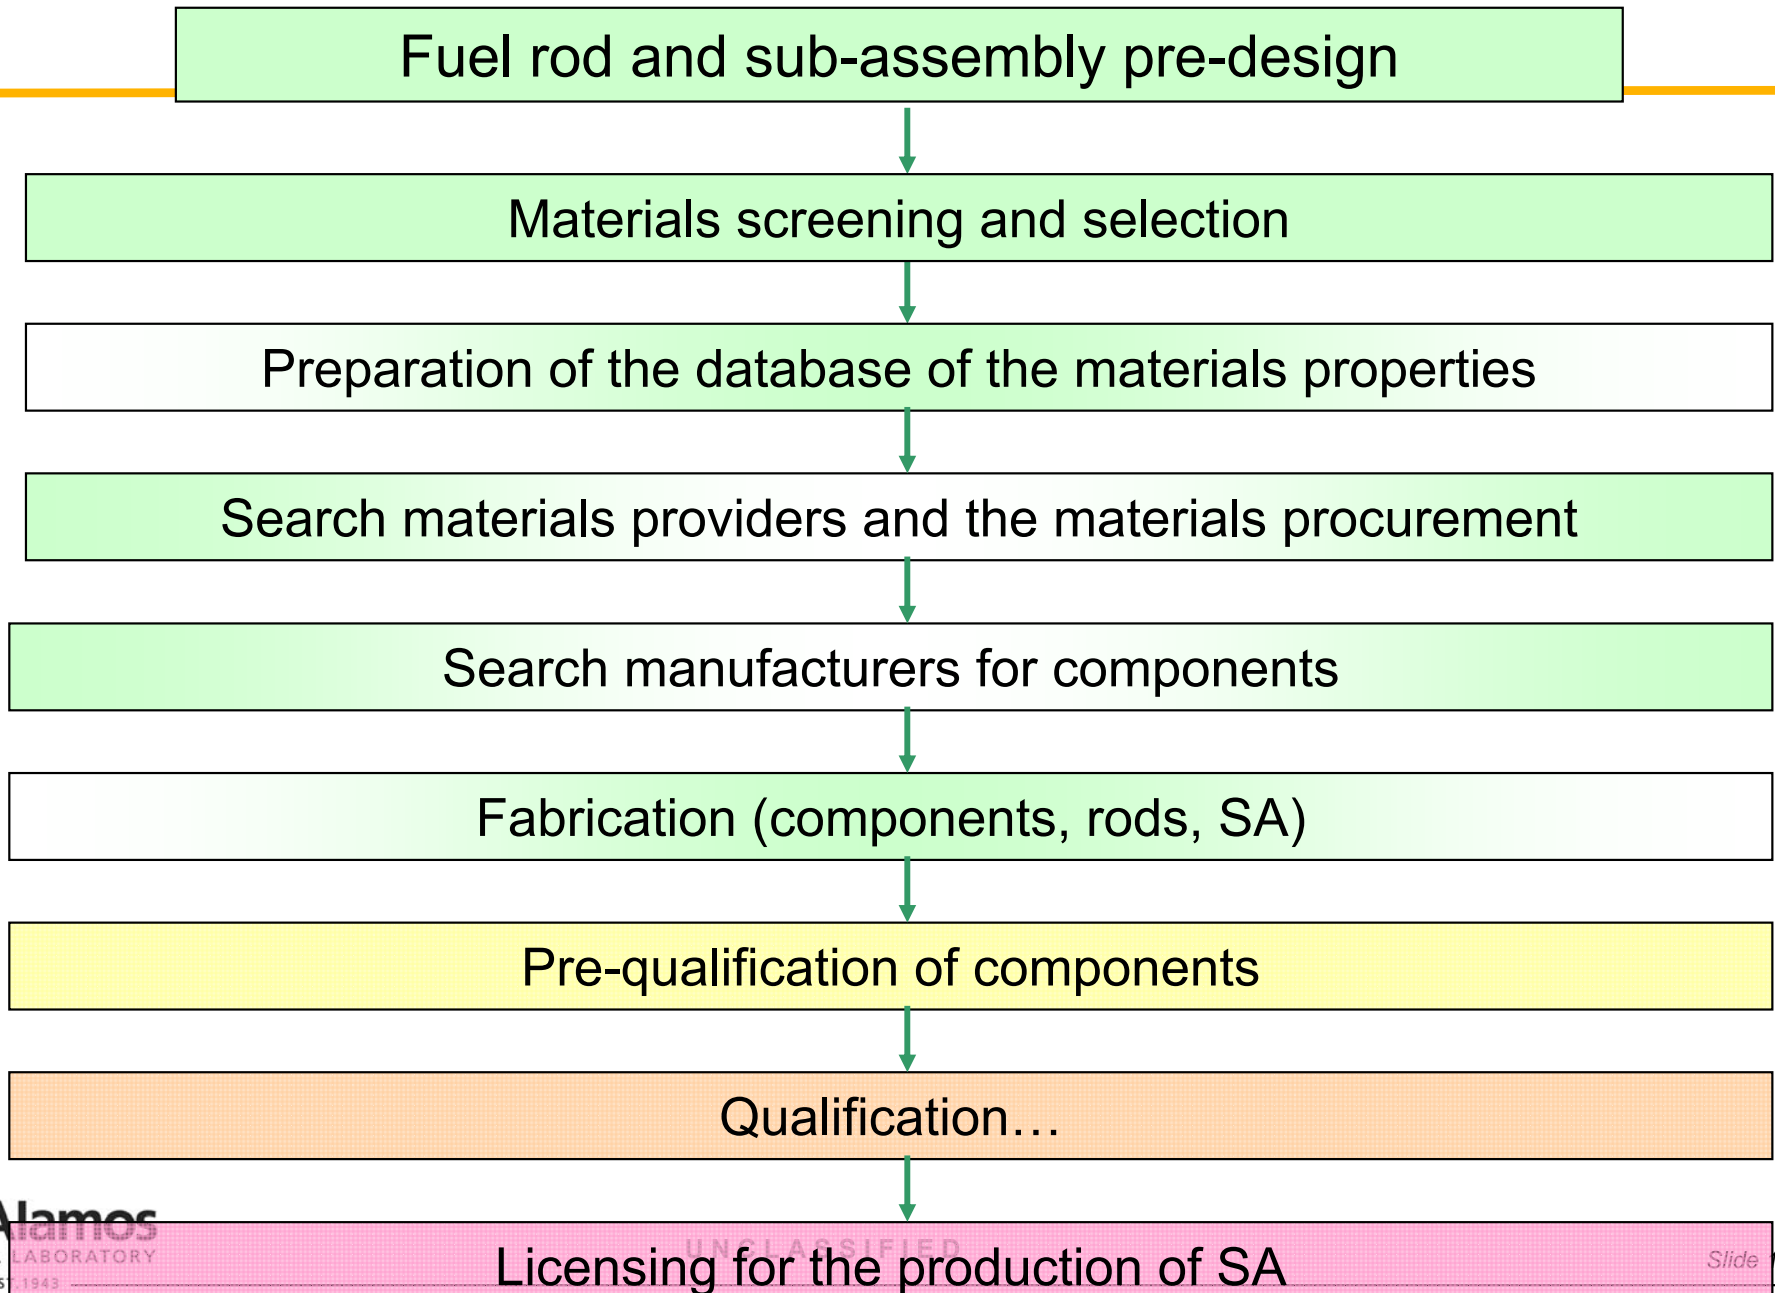 Fuel rod and sub-assembly pre-design
Materials screening and selection
Preparation of the database of the materials properties
Search materials providers and the materials procurement
Search manufacturers for components
Fabrication (components, rods, SA)
Pre-qualification of components
Qualification…
Alamos
LABORATORY
UNCLASSIFIED
Licensing for the production of SA
Slide
1943